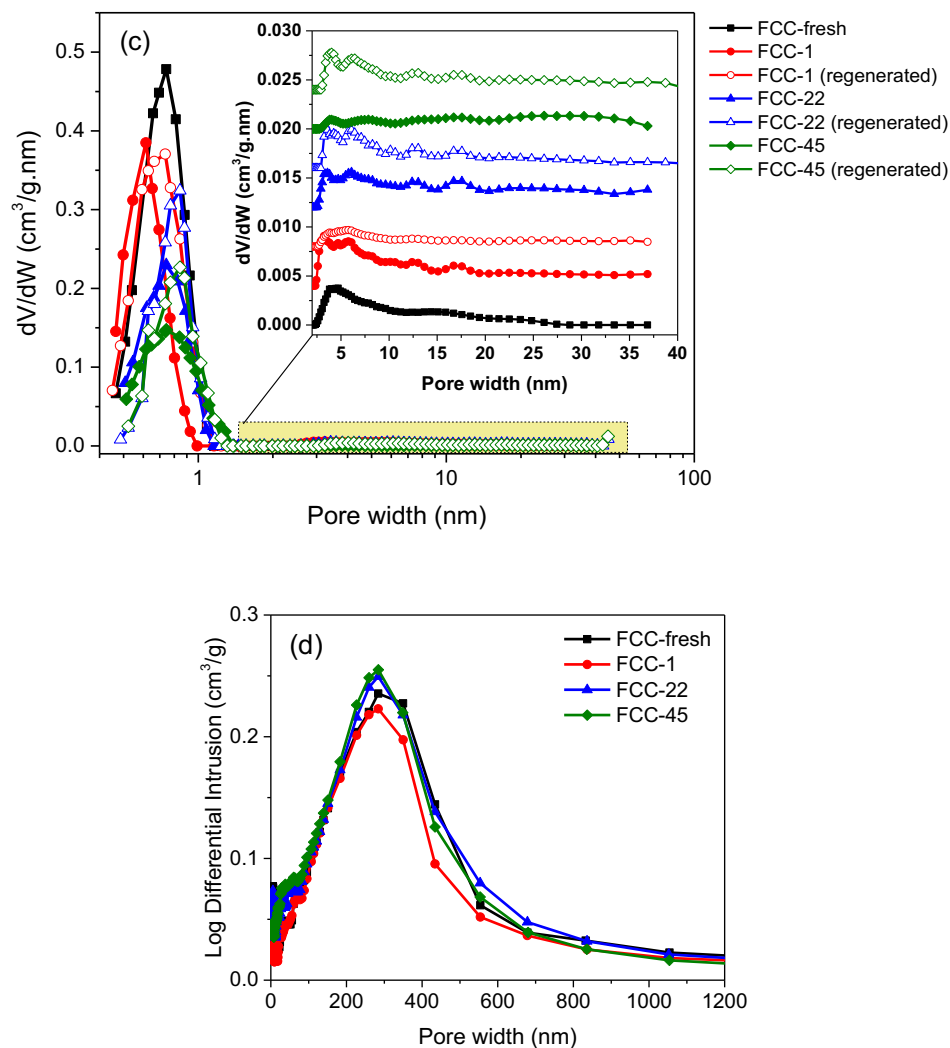 (c)
FCC-fresh
FCC-1
FCC-1 (regenerated)
FCC-22
FCC-22 (regenerated)
FCC-45
FCC-45 (regenerated)
dV/dW (cm³/g.nm)
0.5
0.4
0.3
0.2
0.1
0.0
1
10
100
Pore width (nm)
dV/dW (cm³/g.nm)
0.030
0.025
0.020
0.015
0.010
0.005
0.000
5 10 15 20 25 30 35 40
Pore width (nm)
(d)
FCC-fresh
FCC-1
FCC-22
FCC-45
Log Differential Intrusion (cm³/g)
0.3
0.2
0.1
0.0
0 200 400 600 800 1000 1200
Pore width (nm)